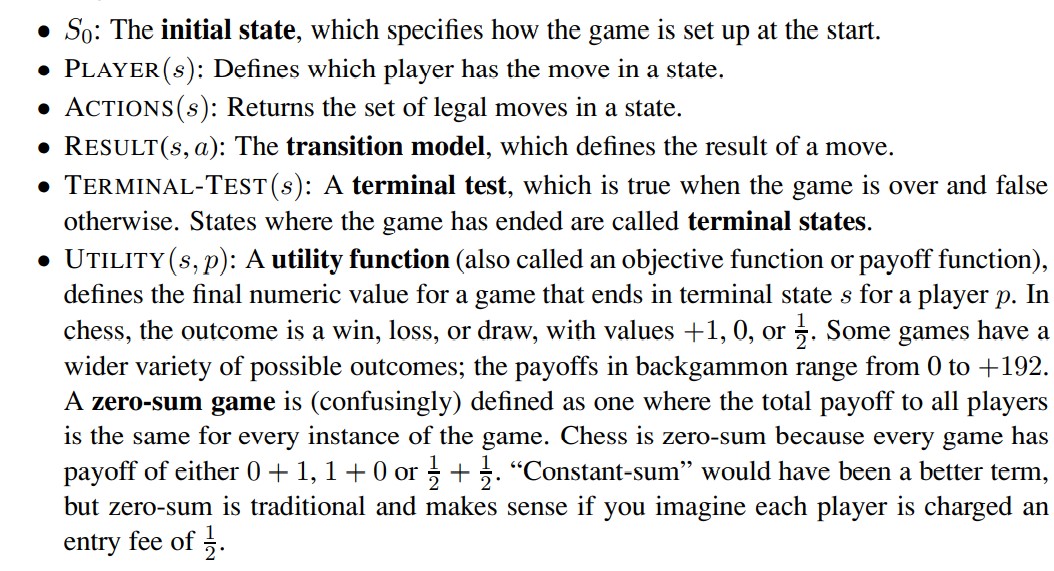 • S₀: The initial state, which specifies how the game is set up at the start.
• PLAYER(s): Defines which player has the move in a state.
• ACTIONS(s): Returns the set of legal moves in a state.
• RESULT(s, a): The transition model, which defines the result of a move.
• TERMINAL-TEST(s): A terminal test, which is true when the game is over and false
otherwise. States where the game has ended are called terminal states.
• UTILITY(s, p): A utility function (also called an objective function or payoff function),
defines the final numeric value for a game that ends in terminal state s for a player p. In
chess, the outcome is a win, loss, or draw, with values +1, 0, or ½. Some games have a
wider variety of possible outcomes; the payoffs in backgammon range from 0 to +192.
A zero-sum game is (confusingly) defined as one where the total payoff to all players
is the same for every instance of the game. Chess is zero-sum because every game has
payoff of either 0 + 1, 1 + 0 or ½ + ½. “Constant-sum” would have been a better term,
but zero-sum is traditional and makes sense if you imagine each player is charged an
entry fee of ½.